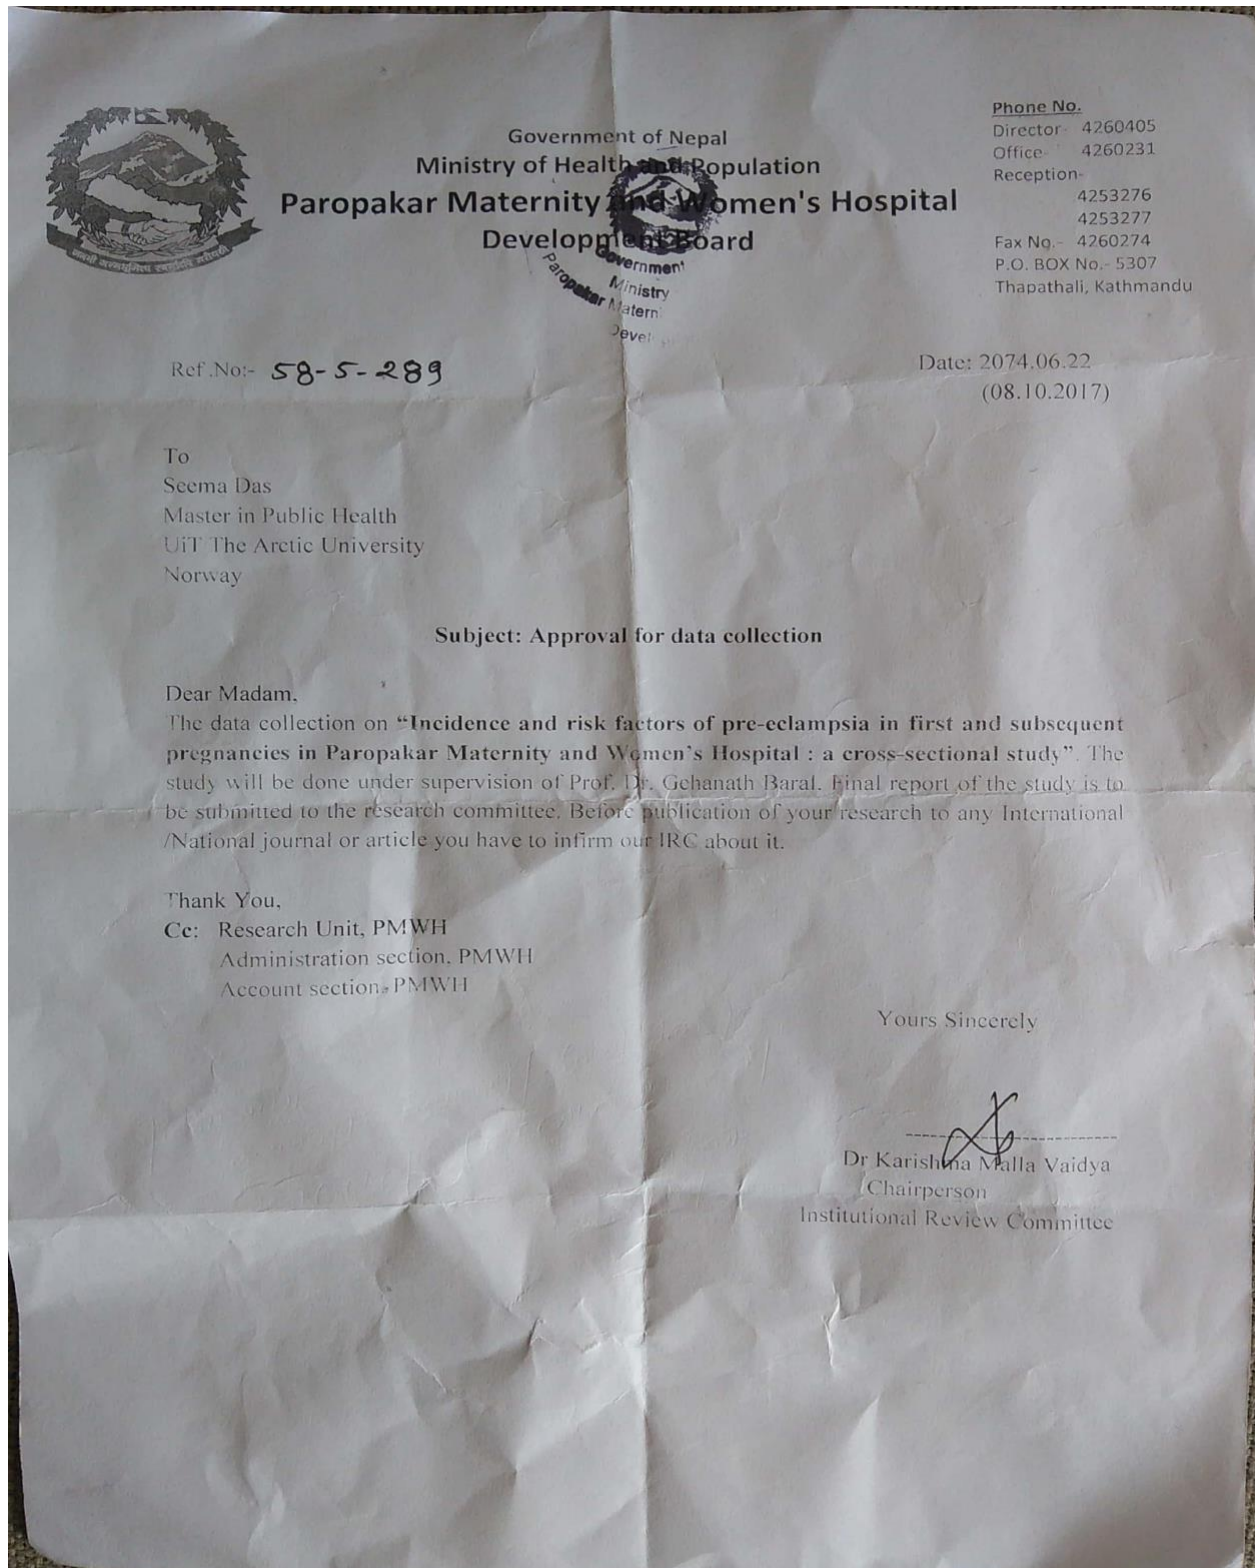 Government of Nepal
Ministry of Health and Population
Paropakar Maternity and Women's Hospital
Development Board
Phone No.
Director- 4260405
Office- 4260231
Reception-
4253276
4253277
Fax No.- 4260274
P.O. BOX No.- 5307
Thapathali, Kathmandu
Government
Ministry
Paropakar Matern
Devel
Ref.No:- 58-5-289
Date: 2074.06.22
(08.10.2017)
To
Seema Das
Master in Public Health
UiT The Arctic University
Norway
Subject: Approval for data collection
Dear Madam,
The data collection on “Incidence and risk factors of pre-eclampsia in first and subsequent
pregnancies in Paropakar Maternity and Women’s Hospital : a cross-sectional study”. The
study will be done under supervision of Prof. Dr. Gehanath Baral. Final report of the study is to
be submitted to the research committee. Before publication of your research to any International
/National journal or article you have to infirm our IRC about it.
Thank You,
Cc: Research Unit, PMWH
Administration section, PMWH
Account section, PMWH
Yours Sincerely
Dr Karishma Malla Vaidya
Chairperson
Institutional Review Committee